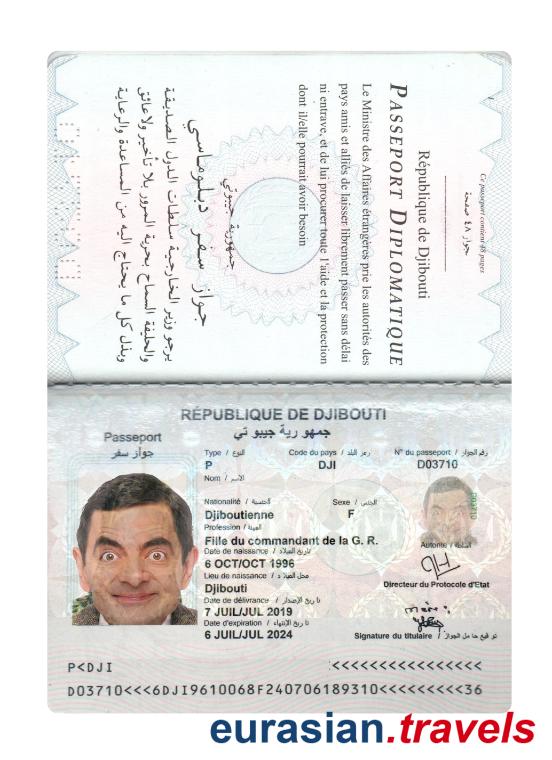 Ce passeport contient 48 pages
جواز ٤٨ صفحة
République de Djibouti
PASSEPORT DIPLOMATIQUE
Le Ministre des Affaires étrangères prie les autorités des
pays amis et alliés de laisser librement passer sans délai
ni entrave, et de lui procurer toute l'aide et la protection
dont il/elle pourrait avoir besoin
جمهورية جيبوتي
جواز سفر دبلوماسي
يرجو وزير الخارجية سلطات الدول الصديقة
والحليفة السماح بحرية المرور بلا تأخير ولا عائق
وبذل كل ما يحتاج اليه من المساعدة والرعاية
RÉPUBLIQUE DE DJIBOUTI
جمهورية جيبوتي
Passeport
جواز سفر
Type / النوع Code du pays / رمز البلد N° du passeport / رقم الجواز
P DJI D03710
Nom / الاسم
Nationalité / الجنسية Sexe / الجنس
Djiboutienne F
Profession / المهنة
Fille du commandant de la G. R.
Date de naissance / تاريخ الميلاد Autorité / السلطة
6 OCT/OCT 1996
Lieu de naissance / محل الميلاد
Djibouti Directeur du Protocole d'Etat
Date de délivrance / تاريخ الإصدار
7 JUIL/JUL 2019
Date d'expiration / تاريخ الإنتهاء
6 JUIL/JUL 2024 Signature du titulaire / توقيع حامل الجواز
P<DJI <<<<<<<<<<<<<<<<<
D03710<<<6DJI9610068F240706189310<<<<<<<<<36
eurasian.travels